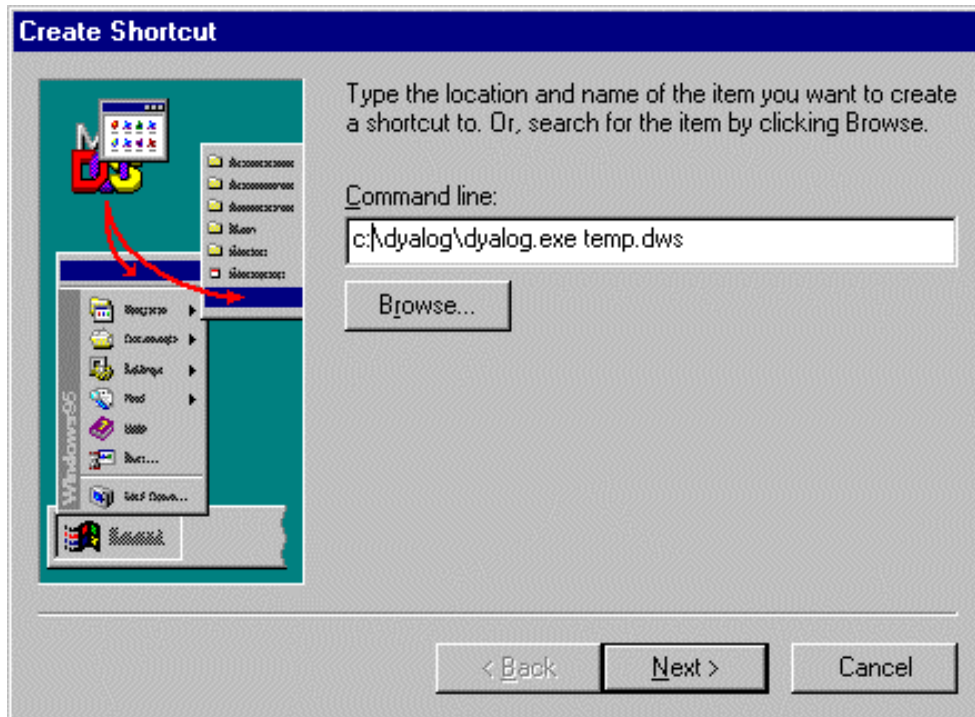 Create Shortcut
Type the location and name of the item you want to create
a shortcut to. Or, search for the item by clicking Browse.
Command line:
c:\dyalog\dyalog.exe temp.dws
Browse...
Windows95
< Back
Next >
Cancel